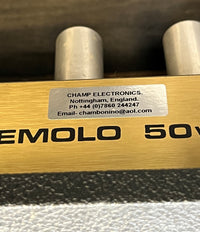 CHAMP ELECTRONICS.
Nottingham, England.
Ph +44 (0)7860 244247
Email- chambonino@aol.com
EMOLO 50